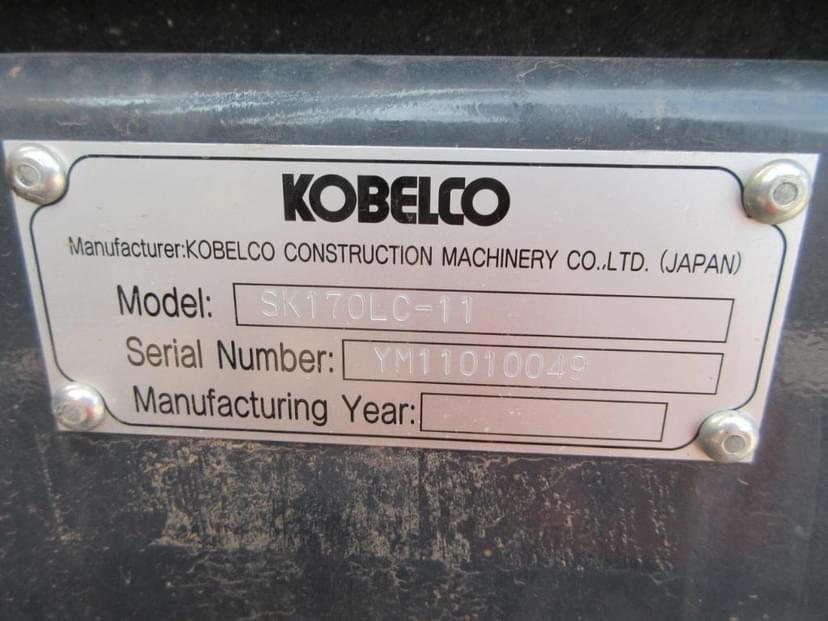 KOBELCO
Manufacturer:KOBELCO CONSTRUCTION MACHINERY CO.,LTD. (JAPAN)
Model: SK170LC-11
Serial Number: YM11010049
Manufacturing Year: